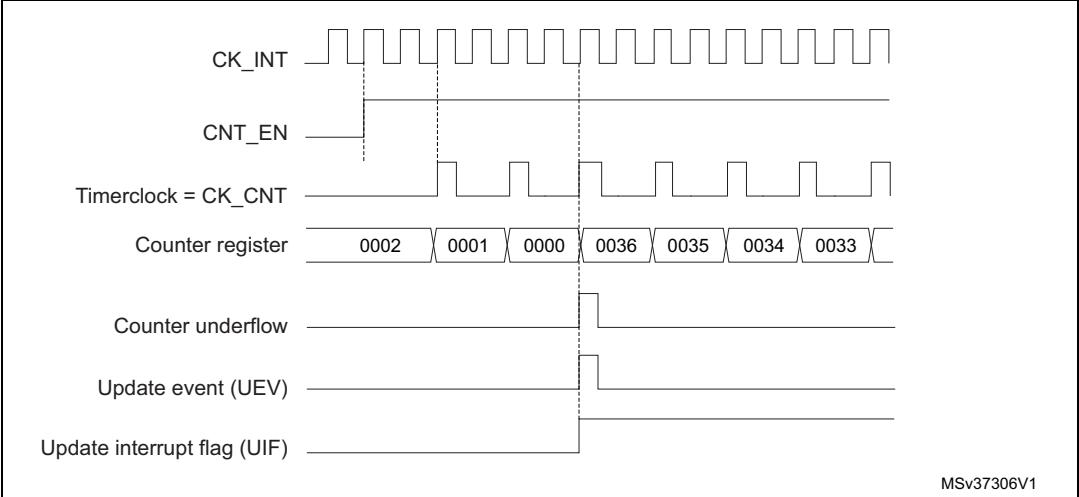 CK_INT
CNT_EN
Timerclock = CK_CNT
Counter register 0002 0001 0000 0036 0035 0034 0033
Counter underflow
Update event (UEV)
Update interrupt flag (UIF)
MSv37306V1